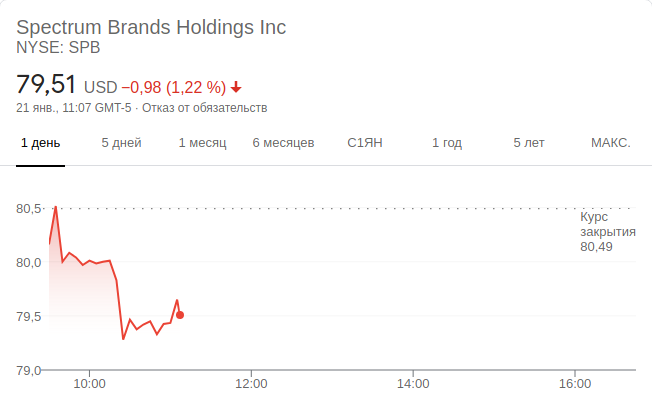 Spectrum Brands Holdings Inc
NYSE: SPB
79,51 USD −0,98 (1,22 %)
21 янв., 11:07 GMT-5 · Отказ от обязательств
1 день 5 дней 1 месяц 6 месяцев С1ЯН 1 год 5 лет МАКС.
80,5
Курс
закрытия
80,49
80,0
79,5
79,0
10:00 12:00 14:00 16:00